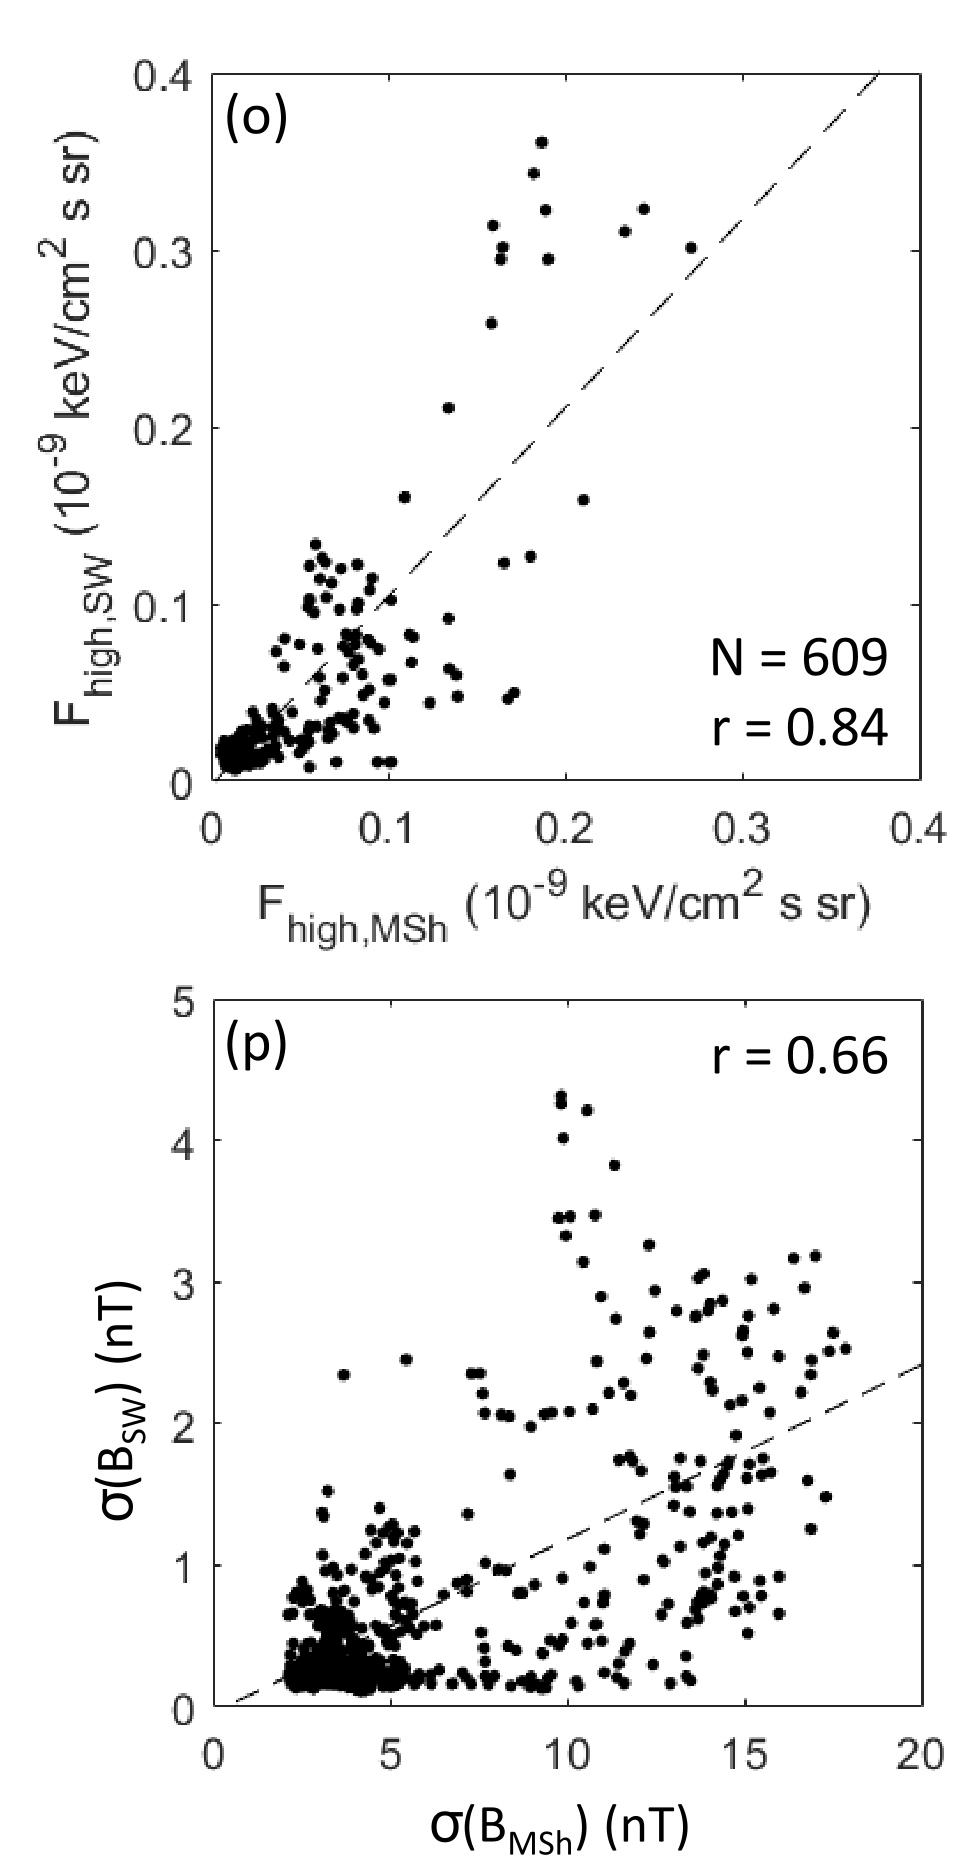 0.4
(o)
0.3
0.2
0.1
0
F_high,SW (10^-9 keV/cm^2 s sr)
N = 609
r = 0.84
0 0.1 0.2 0.3 0.4
F_high,MSh (10^-9 keV/cm^2 s sr)
5
(p)
r = 0.66
4
3
2
1
0
σ(B_SW) (nT)
0 5 10 15 20
σ(B_MSh) (nT)